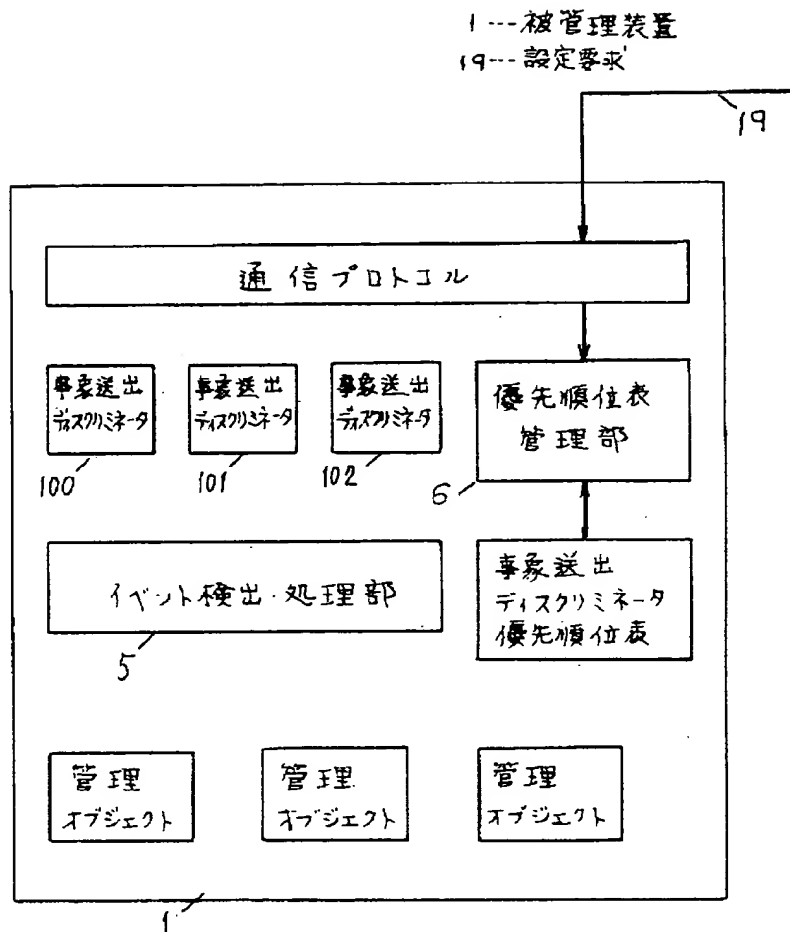 1---被管理装置
19---設定要求
19
通信プロトコル
事象送出
ディスクリミネータ
100
事象送出
ディスクリミネータ
101
事象送出
ディスクリミネータ
102
優先順位表
管理部
6
イベント検出・処理部
5
事象送出
ディスクリミネータ
優先順位表
管理
オブジェクト
管理
オブジェクト
管理
オブジェクト
1